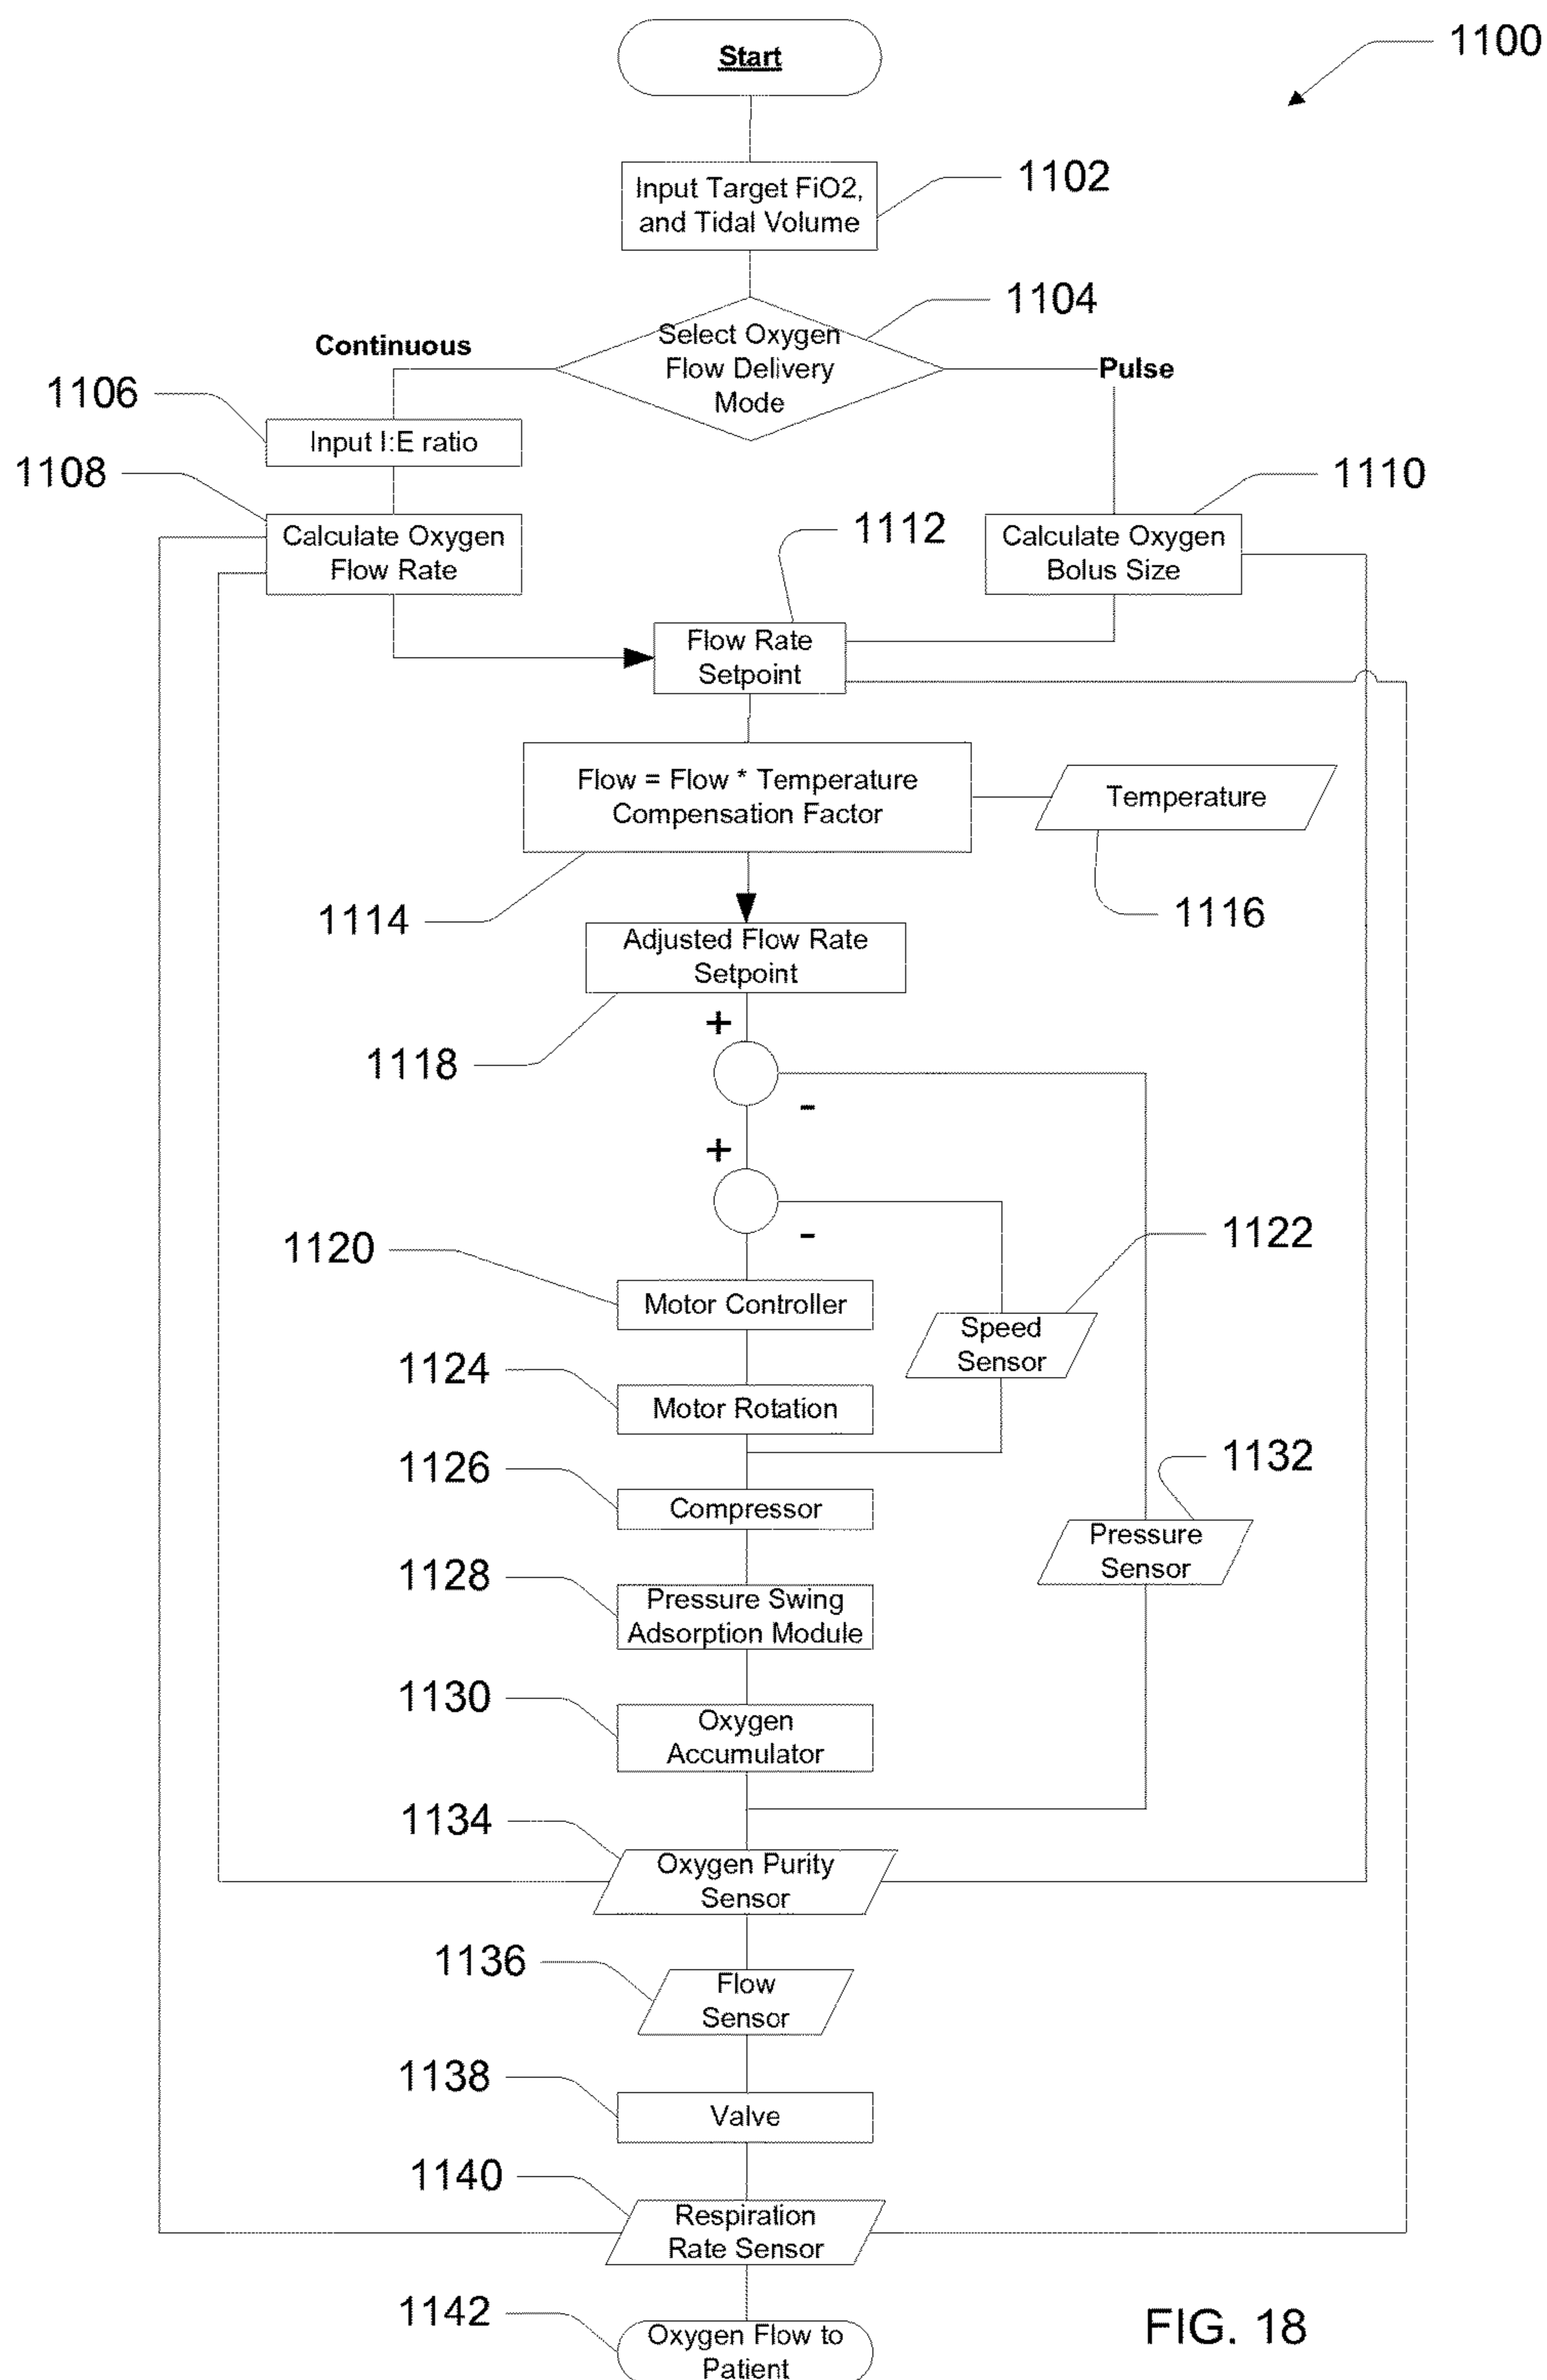 Start
1100
Input Target FiO2,
and Tidal Volume
1102
1104
Select Oxygen
Flow Delivery
Mode
Continuous
Pulse
1106
Input I:E ratio
1108
Calculate Oxygen
Flow Rate
1110
Calculate Oxygen
Bolus Size
1112
Flow Rate
Setpoint
Flow = Flow * Temperature
Compensation Factor
Temperature
1114
1116
Adjusted Flow Rate
Setpoint
1118
+
-
+
-
1120
Motor Controller
1122
Speed
Sensor
1124
Motor Rotation
1126
Compressor
1132
Pressure
Sensor
1128
Pressure Swing
Adsorption Module
1130
Oxygen
Accumulator
1134
Oxygen Purity
Sensor
1136
Flow
Sensor
1138
Valve
1140
Respiration
Rate Sensor
1142
Oxygen Flow to
Patient
FIG. 18